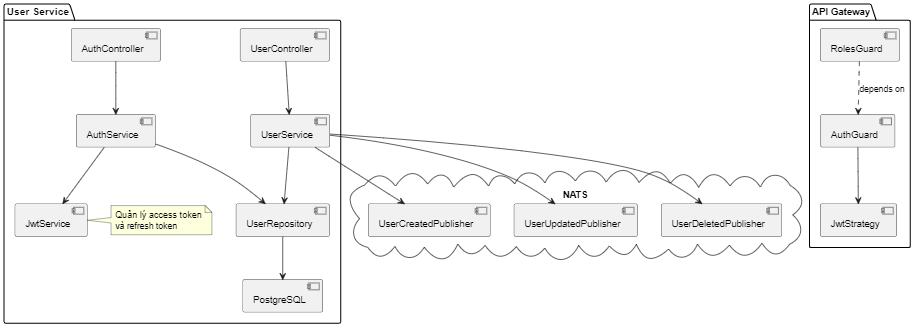 User Service
API Gateway
AuthController
UserController
RolesGuard
depends on
AuthService
UserService
AuthGuard
NATS
JwtService
Quản lý access token
và refresh token
UserRepository
UserCreatedPublisher
UserUpdatedPublisher
UserDeletedPublisher
JwtStrategy
PostgreSQL